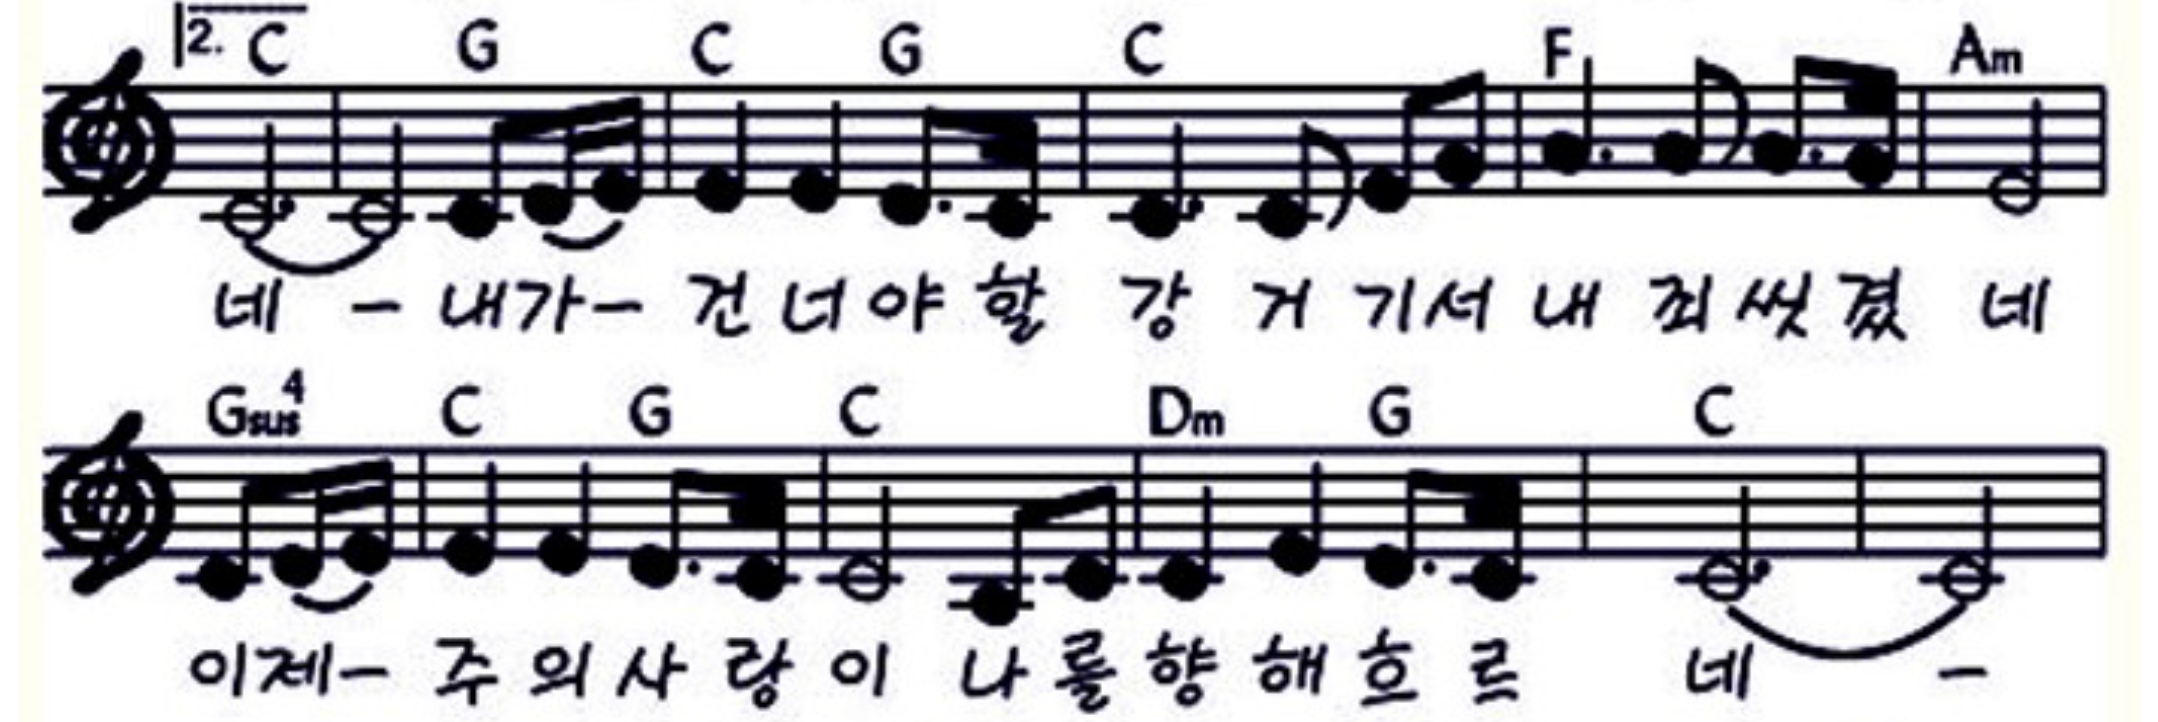 2. C G C G C F Am
네 - 내가- 건너야할 강 거기서 내 죄씻겼 네
Gsus4 C G C Dm G C
이제- 주의사랑이 나를향해흐르 네 -